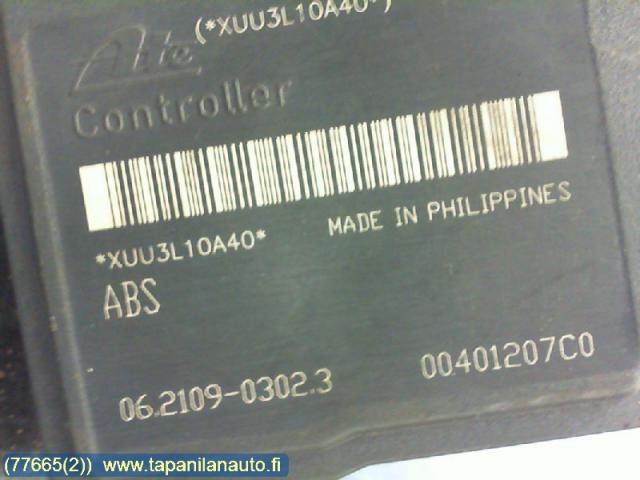 (*XUU3L10A40*)
Ate
Controller
*XUU3L10A40* MADE IN PHILIPPINES
ABS
06.2109-0302.3 00401207C0
(77665(2)) www.tapanilanauto.fi